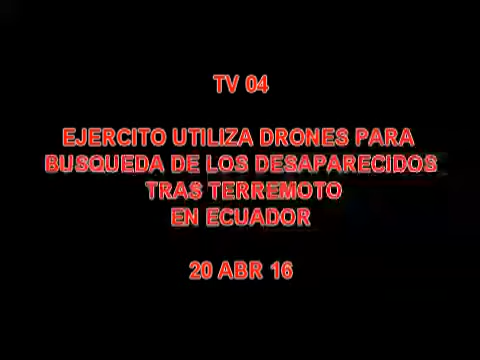 TV 04
EJERCITO UTILIZA DRONES PARA
BUSQUEDA DE LOS DESAPARECIDOS
TRAS TERREMOTO
EN ECUADOR
20 ABR 16